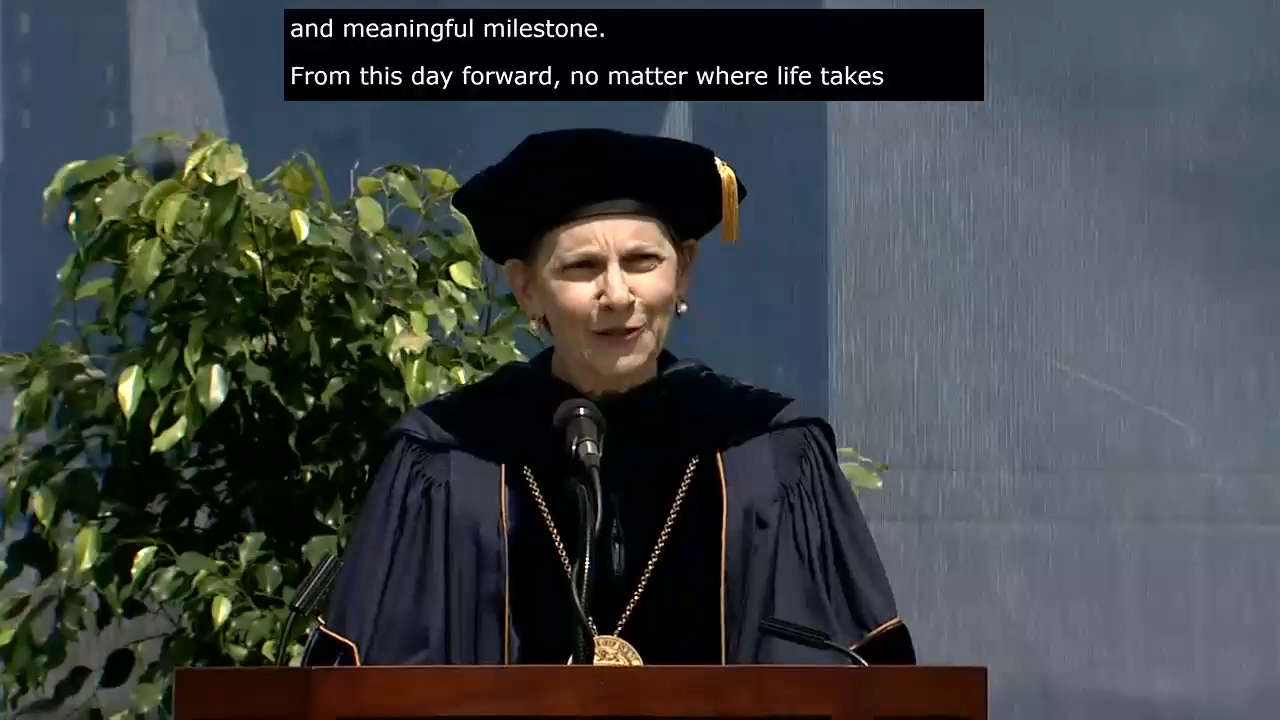 and meaningful milestone.
From this day forward, no matter where life takes